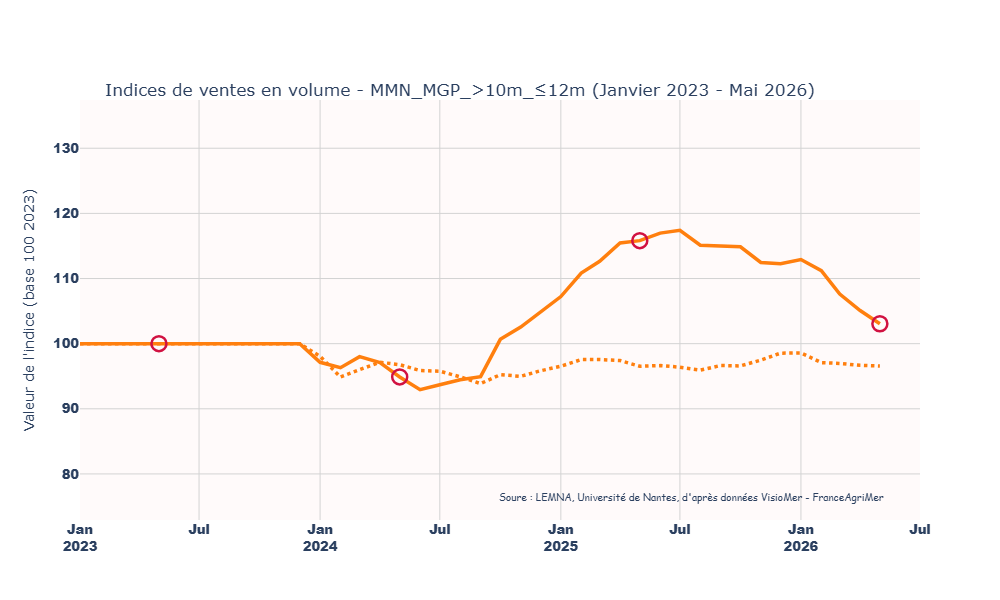 Indices de ventes en volume - MMN_MGP_>10m_≤12m (Janvier 2023 - Mai 2026)
Valeur de l'indice (base 100 2023)
130
120
110
100
90
80
Soure : LEMNA, Université de Nantes, d'après données VisioMer - FranceAgriMer
Jan Jul Jan Jul Jan Jul Jan Jul
2023 2024 2025 2026